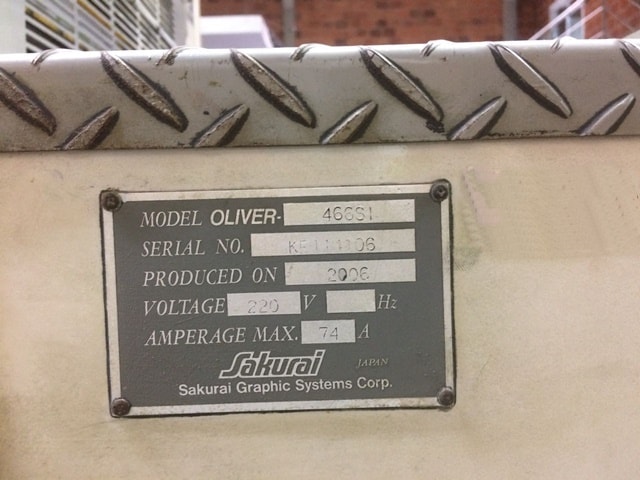 MODEL OLIVER- 466SI
SERIAL NO.
PRODUCED ON 2006
VOLTAGE 220 V Hz
AMPERAGE MAX. 74 A
Sakurai JAPAN
Sakurai Graphic Systems Corp.